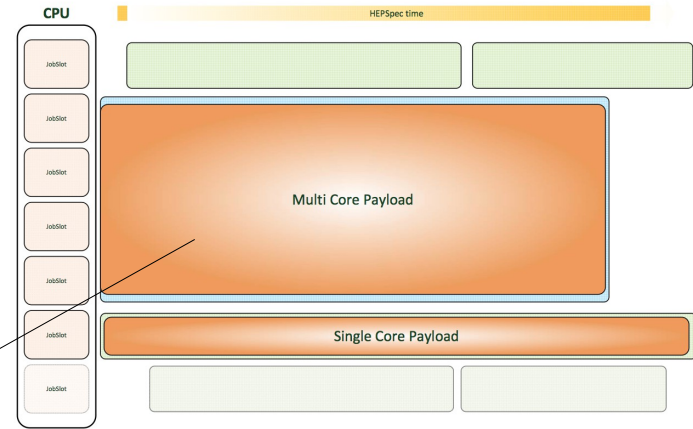 CPU
HEPSpec time
JobSlot
JobSlot
JobSlot
JobSlot
JobSlot
JobSlot
JobSlot
Multi Core Payload
Single Core Payload